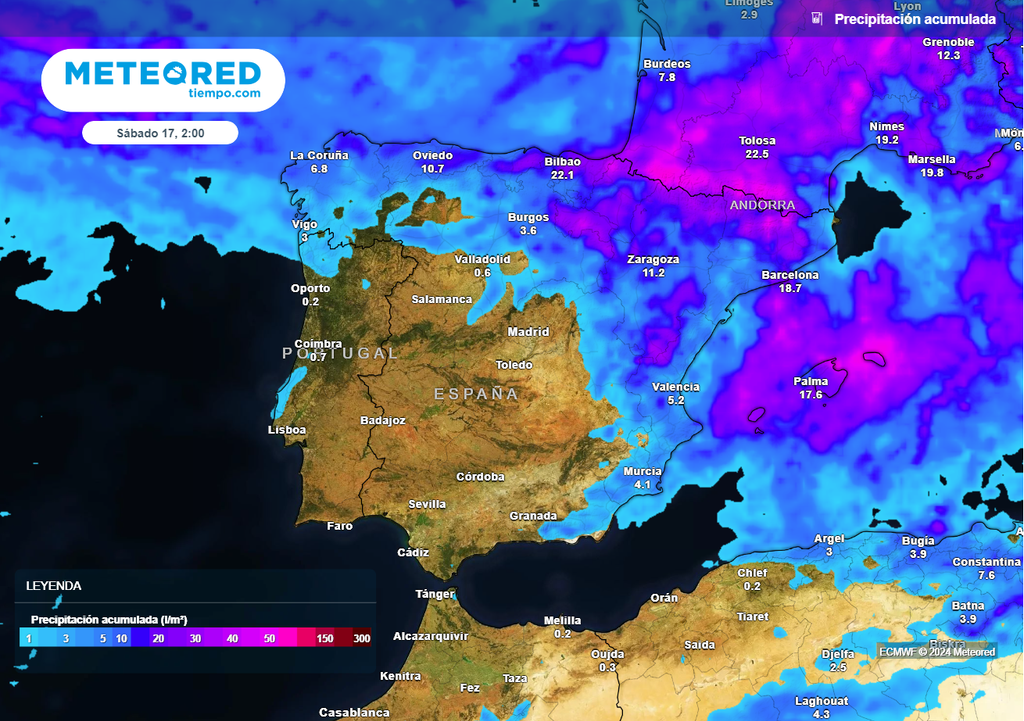 Limoges
2.9
Lyon
Precipitación acumulada
Grenoble
12.3
METEORED
tiempo.com
Burdeos
7.8
Sábado 17, 2:00
Nimes
19.2
Tolosa
22.5
La Coruña
6.8
Oviedo
10.7
Bilbao
22.1
Marsella
19.8
ANDORRA
Vigo
3
Burgos
3.6
Valladolid
0.6
Zaragoza
11.2
Barcelona
18.7
Oporto
0.2
Salamanca
Madrid
Coimbra
0.7
PORTUGAL
Toledo
ESPAÑA
Valencia
5.2
Palma
17.6
Lisboa
Badajoz
Córdoba
Murcia
4.1
Sevilla
Granada
Faro
Cádiz
Argel
3
Bugía
3.9
Constantina
7.6
LEYENDA
Precipitación acumulada (l/m²)
1 3 5 10 20 30 40 50 150 300
Tánger
Chlef
0.2
Orán
Tiaret
Batna
3.9
Melilla
0.2
Alcazarquivir
Saida
Oujda
0.3
Djelfa
2.5
Biskra
ECMWF © 2024 Meteored
Kenitra
Taza
Fez
Laghouat
4.3
Casablanca